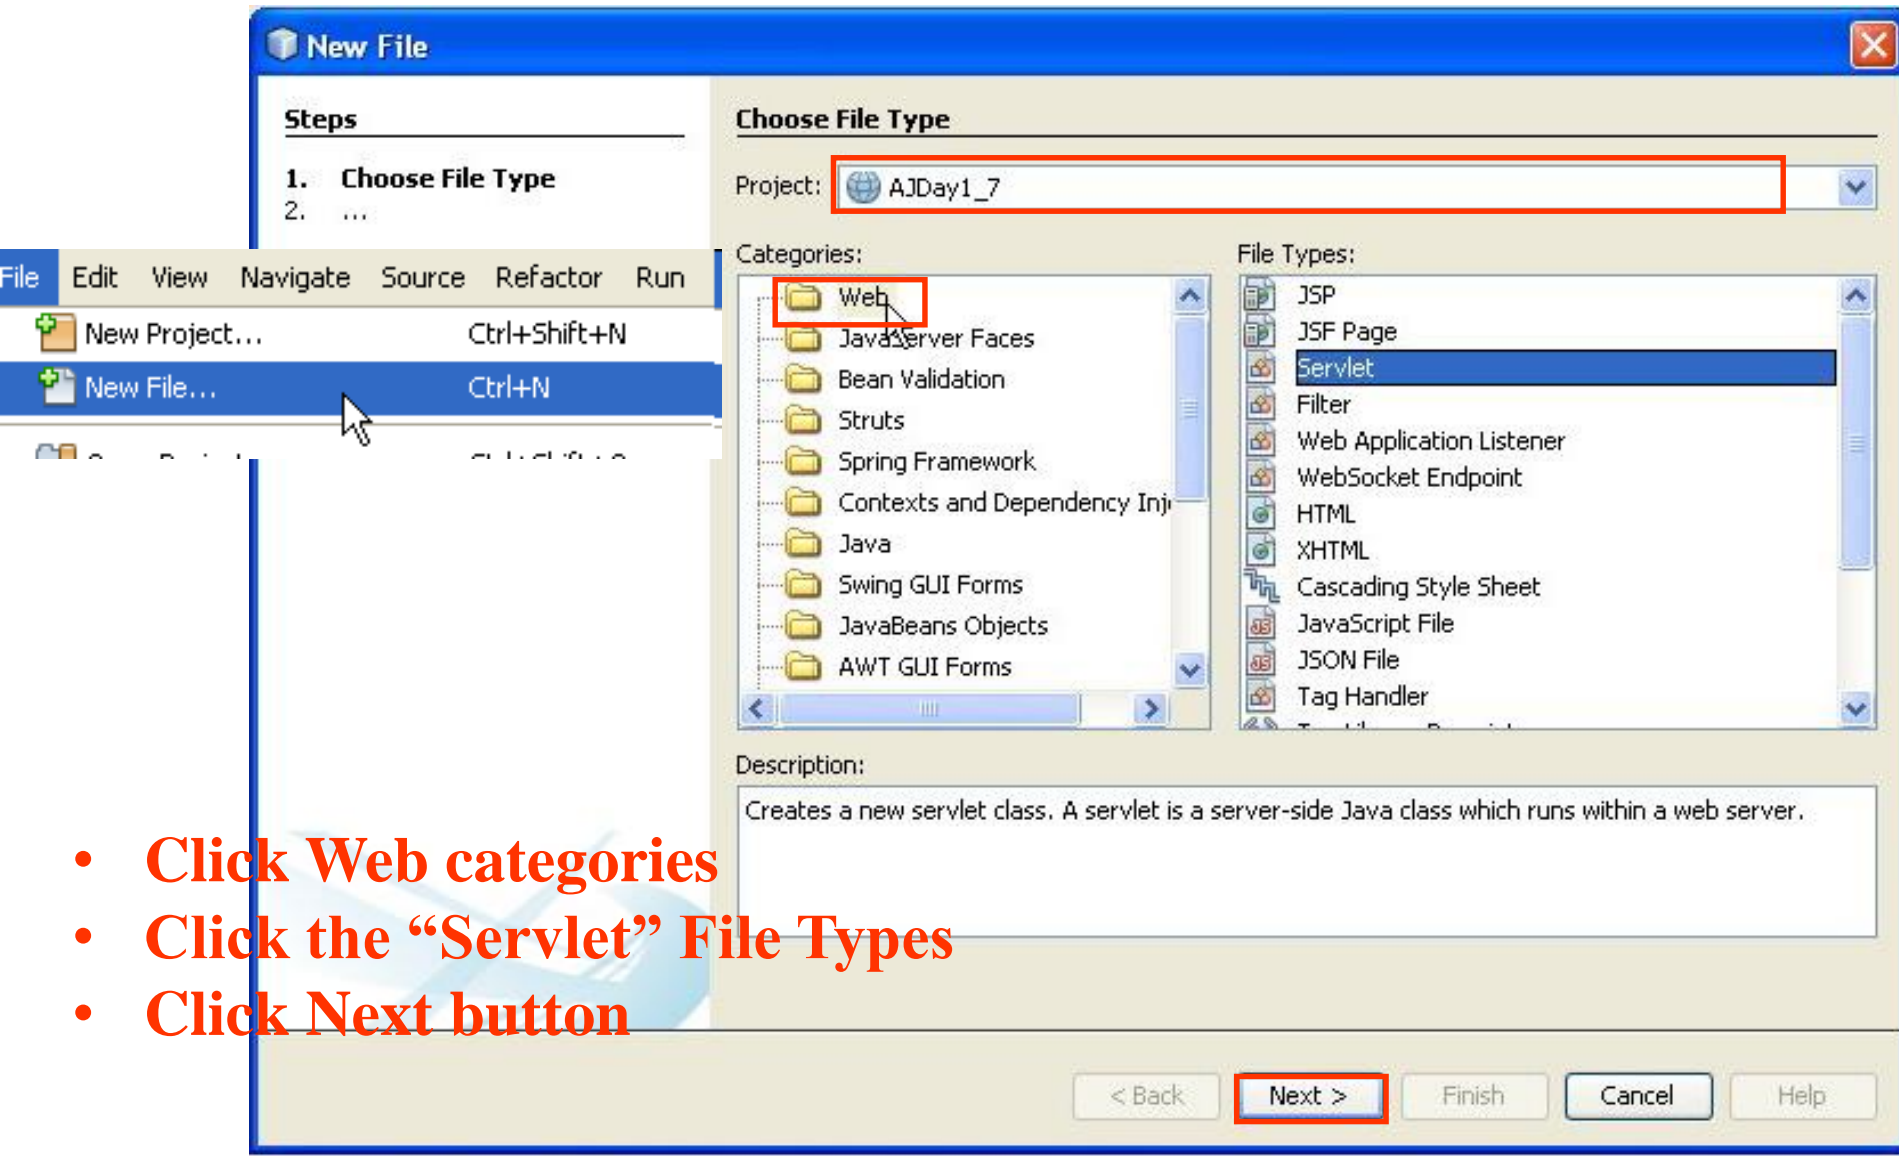 New File
Steps
1. Choose File Type
2. ...
File Edit View Navigate Source Refactor Run
New Project... Ctrl+Shift+N
New File... Ctrl+N
Choose File Type
Project: AJDay1_7
Categories:
Web
JavaServer Faces
Bean Validation
Struts
Spring Framework
Contexts and Dependency Inj
Java
Swing GUI Forms
JavaBeans Objects
AWT GUI Forms
File Types:
JSP
JSF Page
Servlet
Filter
Web Application Listener
WebSocket Endpoint
HTML
XHTML
Cascading Style Sheet
JavaScript File
JSON File
Tag Handler
Description:
Creates a new servlet class. A servlet is a server-side Java class which runs within a web server.
• Click Web categories
• Click the “Servlet” File Types
• Click Next button
< Back Next > Finish Cancel Help